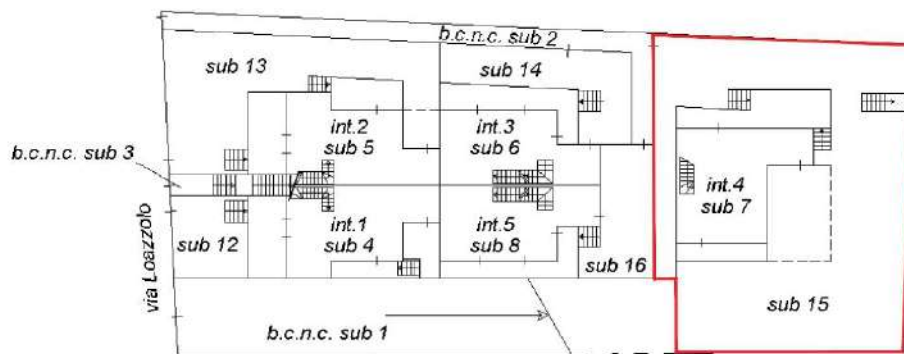 b.c.n.c. sub 2
sub 13
sub 14
int.2
sub 5
int.3
sub 6
b.c.n.c. sub 3
int.4
sub 7
int.1
sub 4
int.5
sub 8
sub 12
sub 16
via Loazzolo
sub 15
b.c.n.c. sub 1